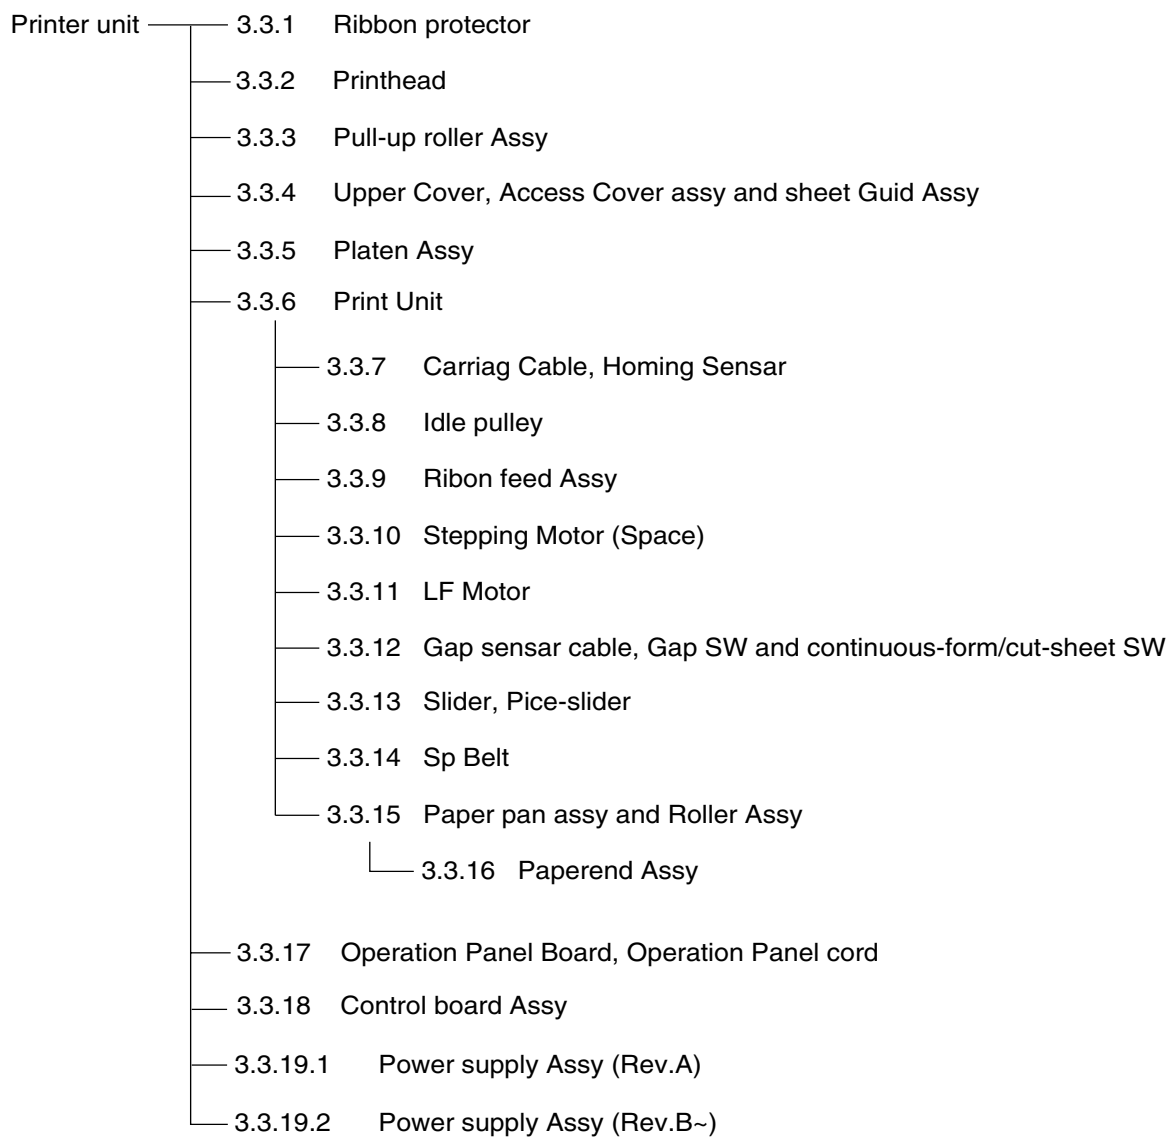 Printer unit 3.3.1 Ribbon protector
3.3.2 Printhead
3.3.3 Pull-up roller Assy
3.3.4 Upper Cover, Access Cover assy and sheet Guid Assy
3.3.5 Platen Assy
3.3.6 Print Unit
3.3.7 Carriag Cable, Homing Sensar
3.3.8 Idle pulley
3.3.9 Ribon feed Assy
3.3.10 Stepping Motor (Space)
3.3.11 LF Motor
3.3.12 Gap sensar cable, Gap SW and continuous-form/cut-sheet SW
3.3.13 Slider, Pice-slider
3.3.14 Sp Belt
3.3.15 Paper pan assy and Roller Assy
3.3.16 Paperend Assy
3.3.17 Operation Panel Board, Operation Panel cord
3.3.18 Control board Assy
3.3.19.1 Power supply Assy (Rev.A)
3.3.19.2 Power supply Assy (Rev.B~)